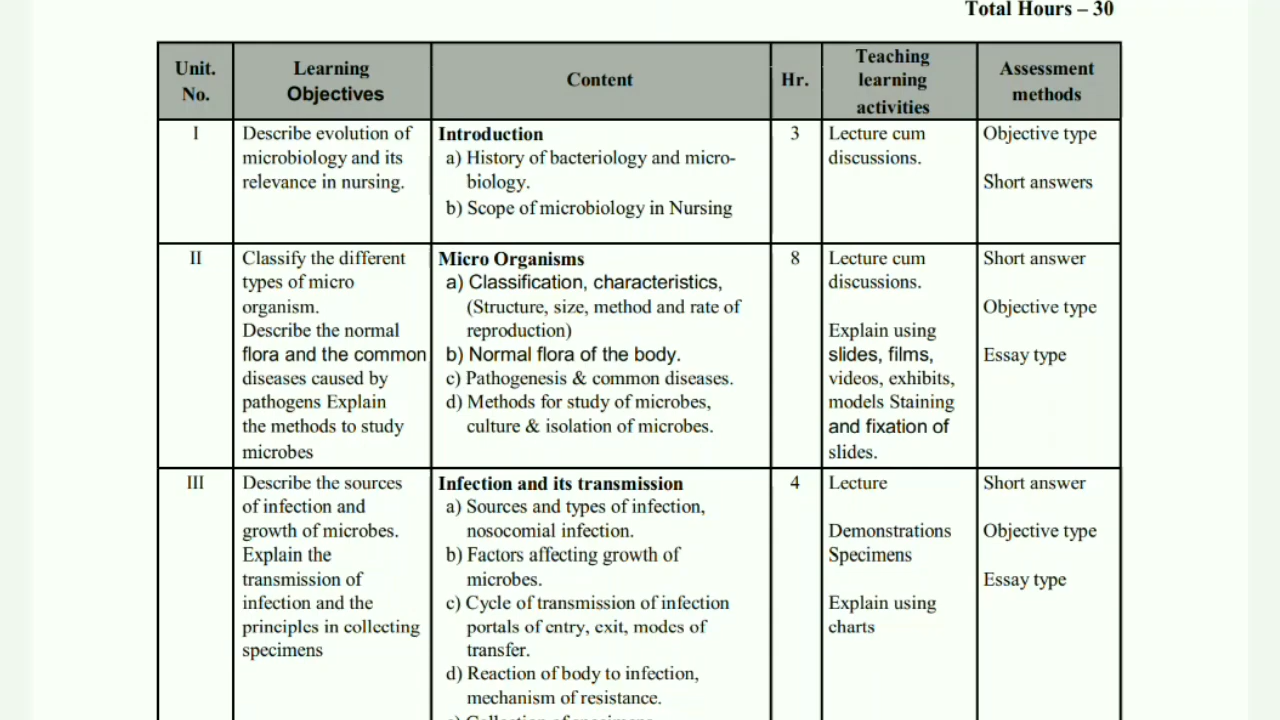 Total Hours – 30
Unit. No.
Learning Objectives
Content
Hr.
Teaching learning activities
Assessment methods
I
Describe evolution of
microbiology and its
relevance in nursing.
Introduction
a) History of bacteriology and micro-
biology.
b) Scope of microbiology in Nursing
3
Lecture cum
discussions.
Objective type
Short answers
II
Classify the different
types of micro
organism.
Describe the normal
flora and the common
diseases caused by
pathogens Explain
the methods to study
microbes
Micro Organisms
a) Classification, characteristics,
(Structure, size, method and rate of
reproduction)
b) Normal flora of the body.
c) Pathogenesis & common diseases.
d) Methods for study of microbes,
culture & isolation of microbes.
8
Lecture cum
discussions.
Explain using
slides, films,
videos, exhibits,
models Staining
and fixation of
slides.
Short answer
Objective type
Essay type
III
Describe the sources
of infection and
growth of microbes.
Explain the
transmission of
infection and the
principles in collecting
specimens
Infection and its transmission
a) Sources and types of infection,
nosocomial infection.
b) Factors affecting growth of
microbes.
c) Cycle of transmission of infection
portals of entry, exit, modes of
transfer.
d) Reaction of body to infection,
mechanism of resistance.
4
Lecture
Demonstrations
Specimens
Explain using
charts
Short answer
Objective type
Essay type